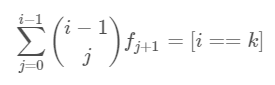 $$\sum_{j=0}^{i-1} \binom{i-1}{j} f_{j+1} = [i == k]$$